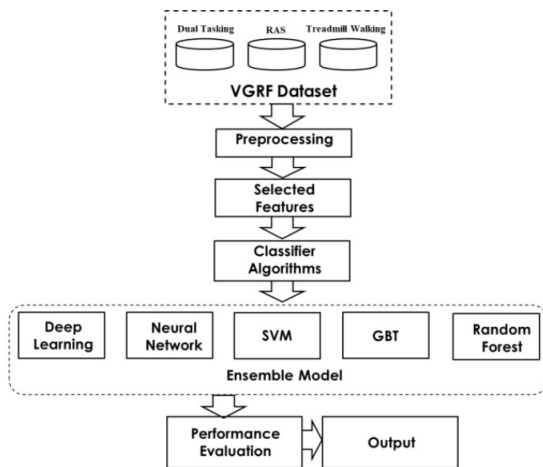 Dual Tasking RAS Treadmill Walking
VGRF Dataset
Preprocessing
Selected
Features
Classifier
Algorithms
Deep
Learning
Neural
Network
SVM
GBT
Random
Forest
Ensemble Model
Performance
Evaluation
Output